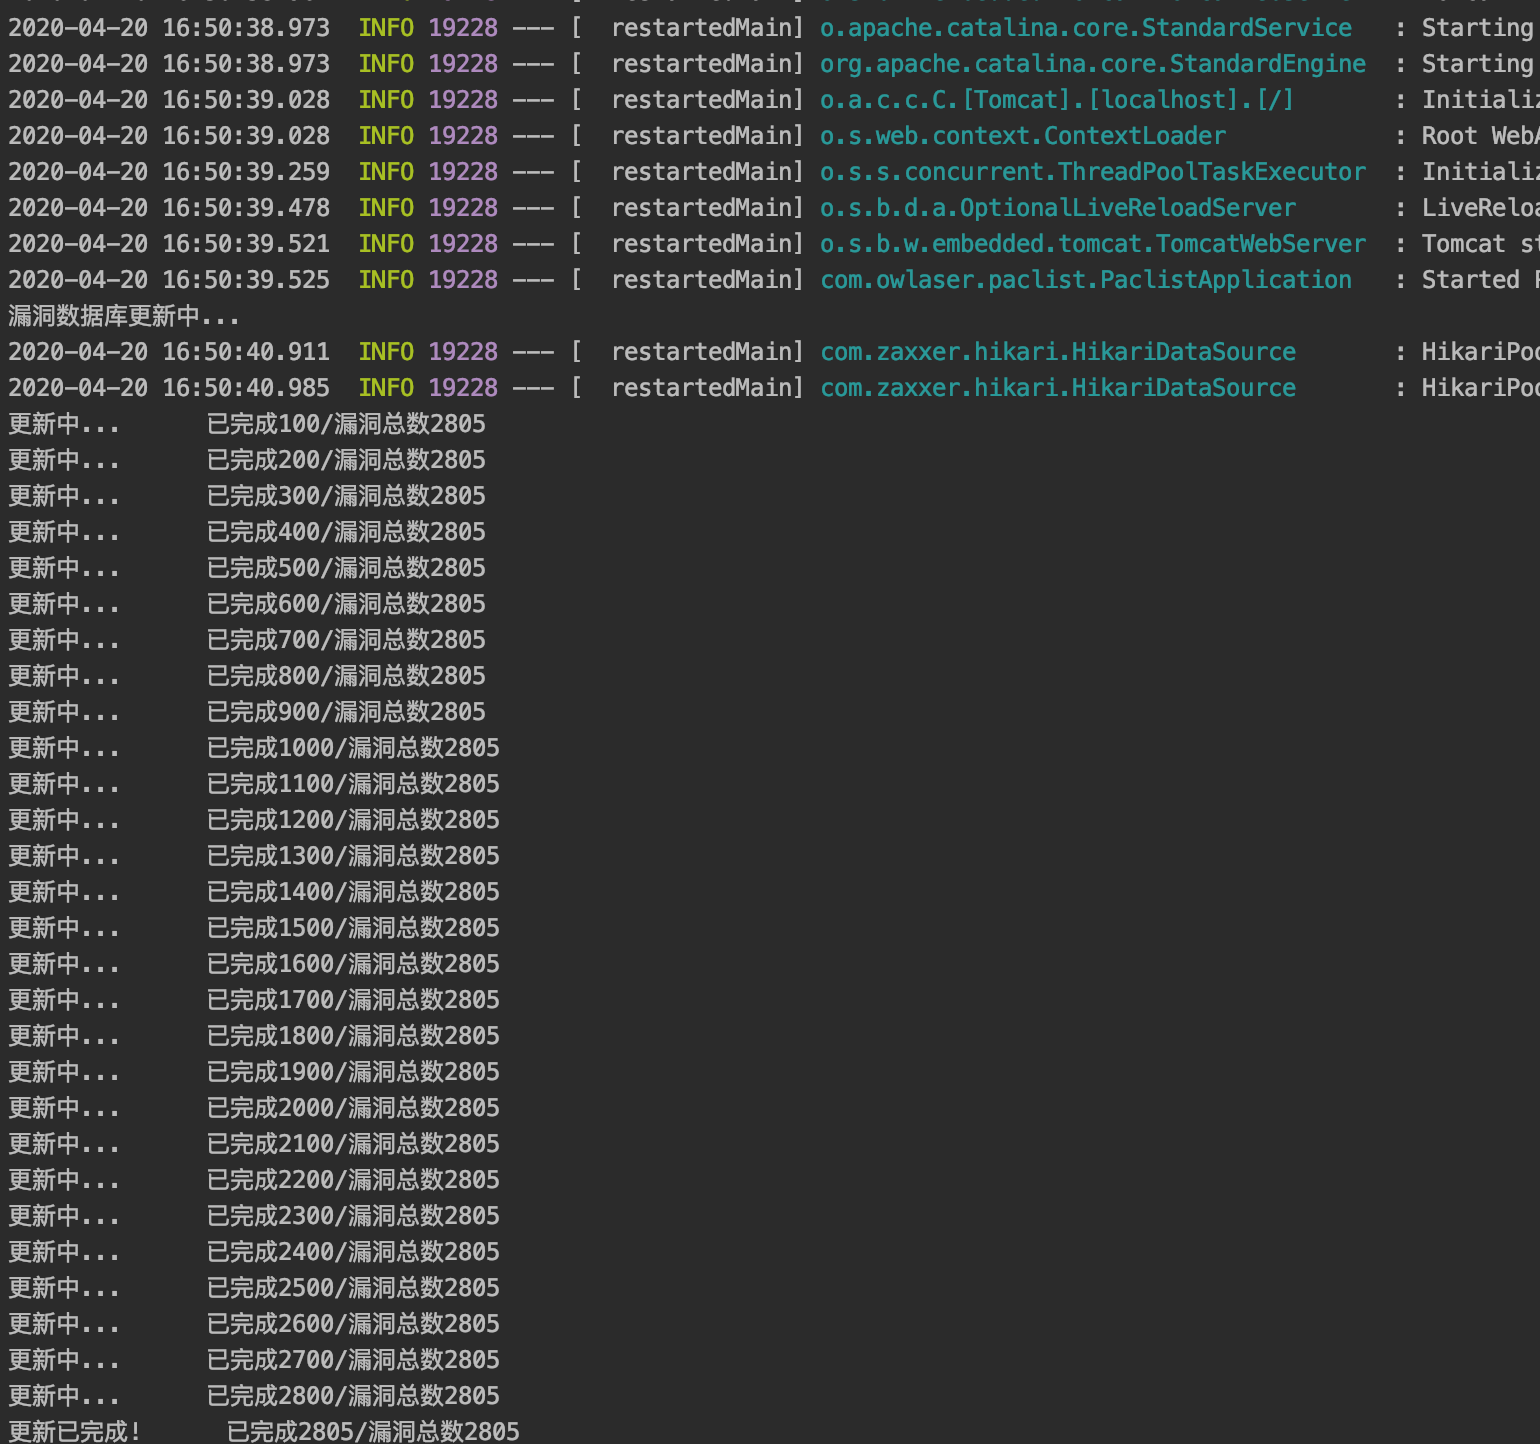 2020-04-20 16:50:38.973  INFO 19228 --- [  restartedMain] o.apache.catalina.core.StandardService   : Starting
2020-04-20 16:50:38.973  INFO 19228 --- [  restartedMain] org.apache.catalina.core.StandardEngine  : Starting
2020-04-20 16:50:39.028  INFO 19228 --- [  restartedMain] o.a.c.c.C.[Tomcat].[localhost].[/]       : Initializ
2020-04-20 16:50:39.028  INFO 19228 --- [  restartedMain] o.s.web.context.ContextLoader            : Root WebA
2020-04-20 16:50:39.259  INFO 19228 --- [  restartedMain] o.s.s.concurrent.ThreadPoolTaskExecutor  : Initializ
2020-04-20 16:50:39.478  INFO 19228 --- [  restartedMain] o.s.b.d.a.OptionalLiveReloadServer       : LiveReloa
2020-04-20 16:50:39.521  INFO 19228 --- [  restartedMain] o.s.b.w.embedded.tomcat.TomcatWebServer  : Tomcat st
2020-04-20 16:50:39.525  INFO 19228 --- [  restartedMain] com.owlaser.paclist.PaclistApplication   : Started P
漏洞数据库更新中...
2020-04-20 16:50:40.911  INFO 19228 --- [  restartedMain] com.zaxxer.hikari.HikariDataSource       : HikariPoo
2020-04-20 16:50:40.985  INFO 19228 --- [  restartedMain] com.zaxxer.hikari.HikariDataSource       : HikariPoo
更新中...      已完成100/漏洞总数2805
更新中...      已完成200/漏洞总数2805
更新中...      已完成300/漏洞总数2805
更新中...      已完成400/漏洞总数2805
更新中...      已完成500/漏洞总数2805
更新中...      已完成600/漏洞总数2805
更新中...      已完成700/漏洞总数2805
更新中...      已完成800/漏洞总数2805
更新中...      已完成900/漏洞总数2805
更新中...      已完成1000/漏洞总数2805
更新中...      已完成1100/漏洞总数2805
更新中...      已完成1200/漏洞总数2805
更新中...      已完成1300/漏洞总数2805
更新中...      已完成1400/漏洞总数2805
更新中...      已完成1500/漏洞总数2805
更新中...      已完成1600/漏洞总数2805
更新中...      已完成1700/漏洞总数2805
更新中...      已完成1800/漏洞总数2805
更新中...      已完成1900/漏洞总数2805
更新中...      已完成2000/漏洞总数2805
更新中...      已完成2100/漏洞总数2805
更新中...      已完成2200/漏洞总数2805
更新中...      已完成2300/漏洞总数2805
更新中...      已完成2400/漏洞总数2805
更新中...      已完成2500/漏洞总数2805
更新中...      已完成2600/漏洞总数2805
更新中...      已完成2700/漏洞总数2805
更新中...      已完成2800/漏洞总数2805
更新已完成!      已完成2805/漏洞总数2805